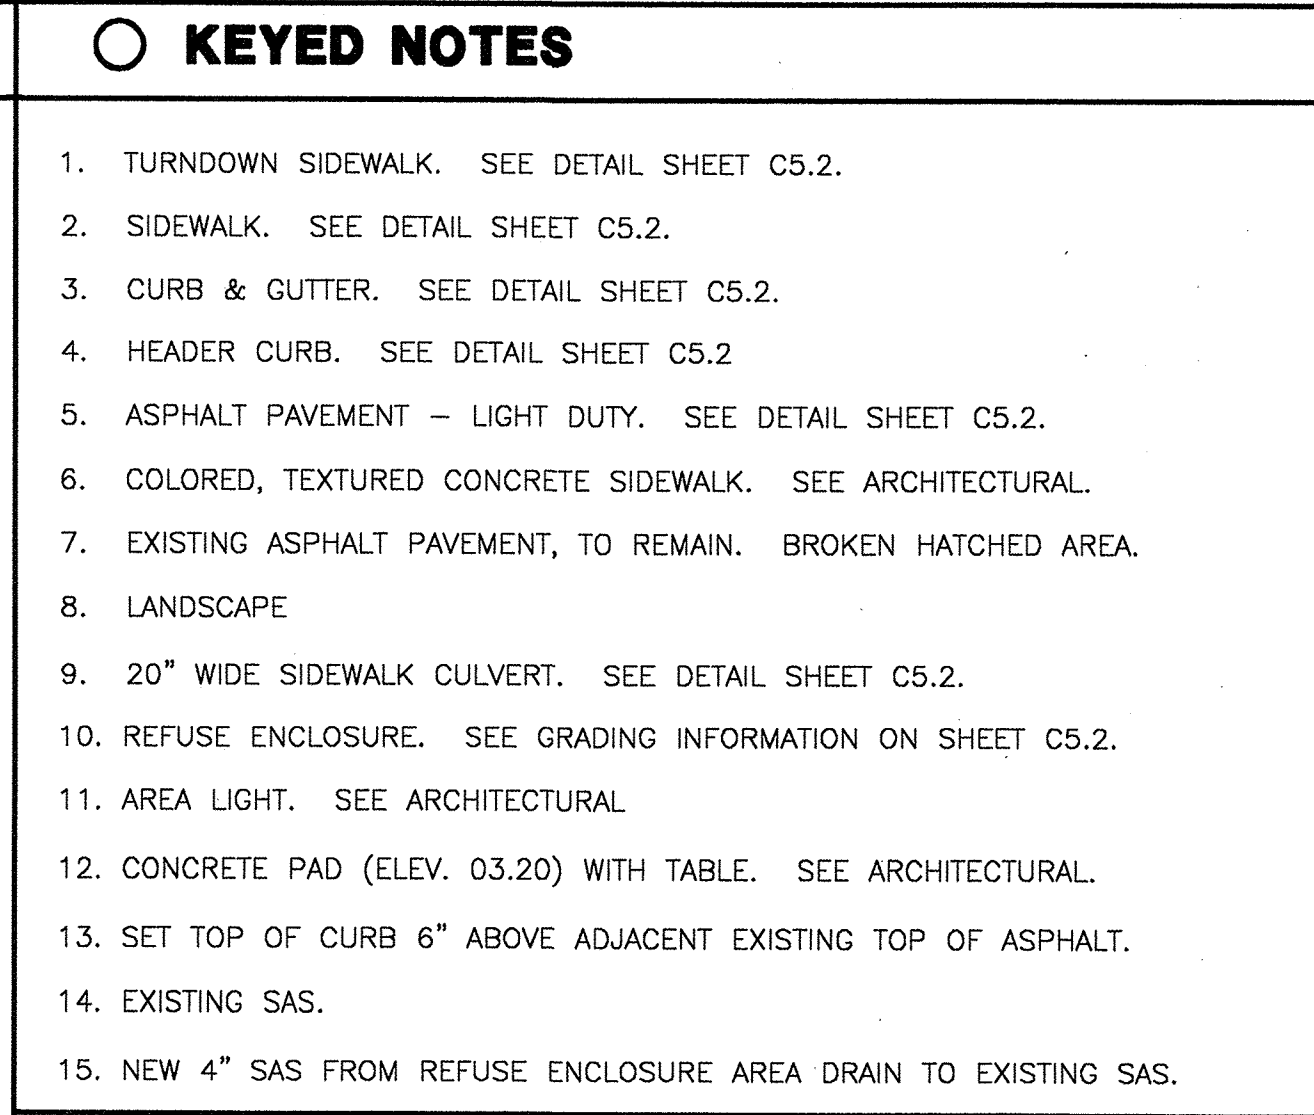 KEYED NOTES
1. TURNDOWN SIDEWALK. SEE DETAIL SHEET C5.2.
2. SIDEWALK. SEE DETAIL SHEET C5.2.
3. CURB & GUTTER. SEE DETAIL SHEET C5.2.
4. HEADER CURB. SEE DETAIL SHEET C5.2
5. ASPHALT PAVEMENT – LIGHT DUTY. SEE DETAIL SHEET C5.2.
6. COLORED, TEXTURED CONCRETE SIDEWALK. SEE ARCHITECTURAL.
7. EXISTING ASPHALT PAVEMENT, TO REMAIN. BROKEN HATCHED AREA.
8. LANDSCAPE
9. 20" WIDE SIDEWALK CULVERT. SEE DETAIL SHEET C5.2.
10. REFUSE ENCLOSURE. SEE GRADING INFORMATION ON SHEET C5.2.
11. AREA LIGHT. SEE ARCHITECTURAL
12. CONCRETE PAD (ELEV. 03.20) WITH TABLE. SEE ARCHITECTURAL.
13. SET TOP OF CURB 6" ABOVE ADJACENT EXISTING TOP OF ASPHALT.
14. EXISTING SAS.
15. NEW 4" SAS FROM REFUSE ENCLOSURE AREA DRAIN TO EXISTING SAS.